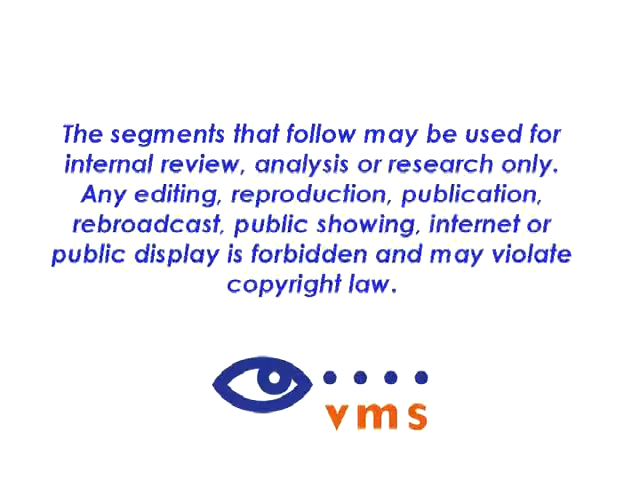 The segments that follow may be used for
internal review, analysis or research only.
Any editing, reproduction, publication,
rebroadcast, public showing, internet or
public display is forbidden and may violate
copyright law.
vms